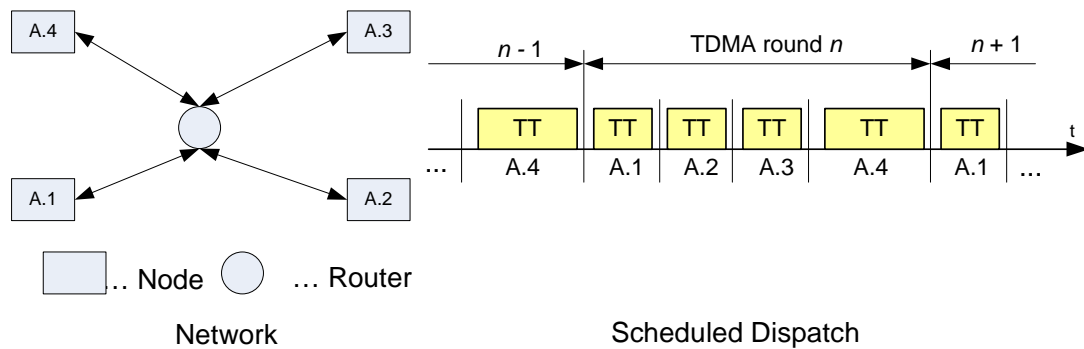 A.4
A.3
A.1
A.2
... Node
... Router
Network
n - 1
TDMA round n
n + 1
TT TT TT TT TT TT
t
... A.4 A.1 A.2 A.3 A.4 A.1 ...
Scheduled Dispatch